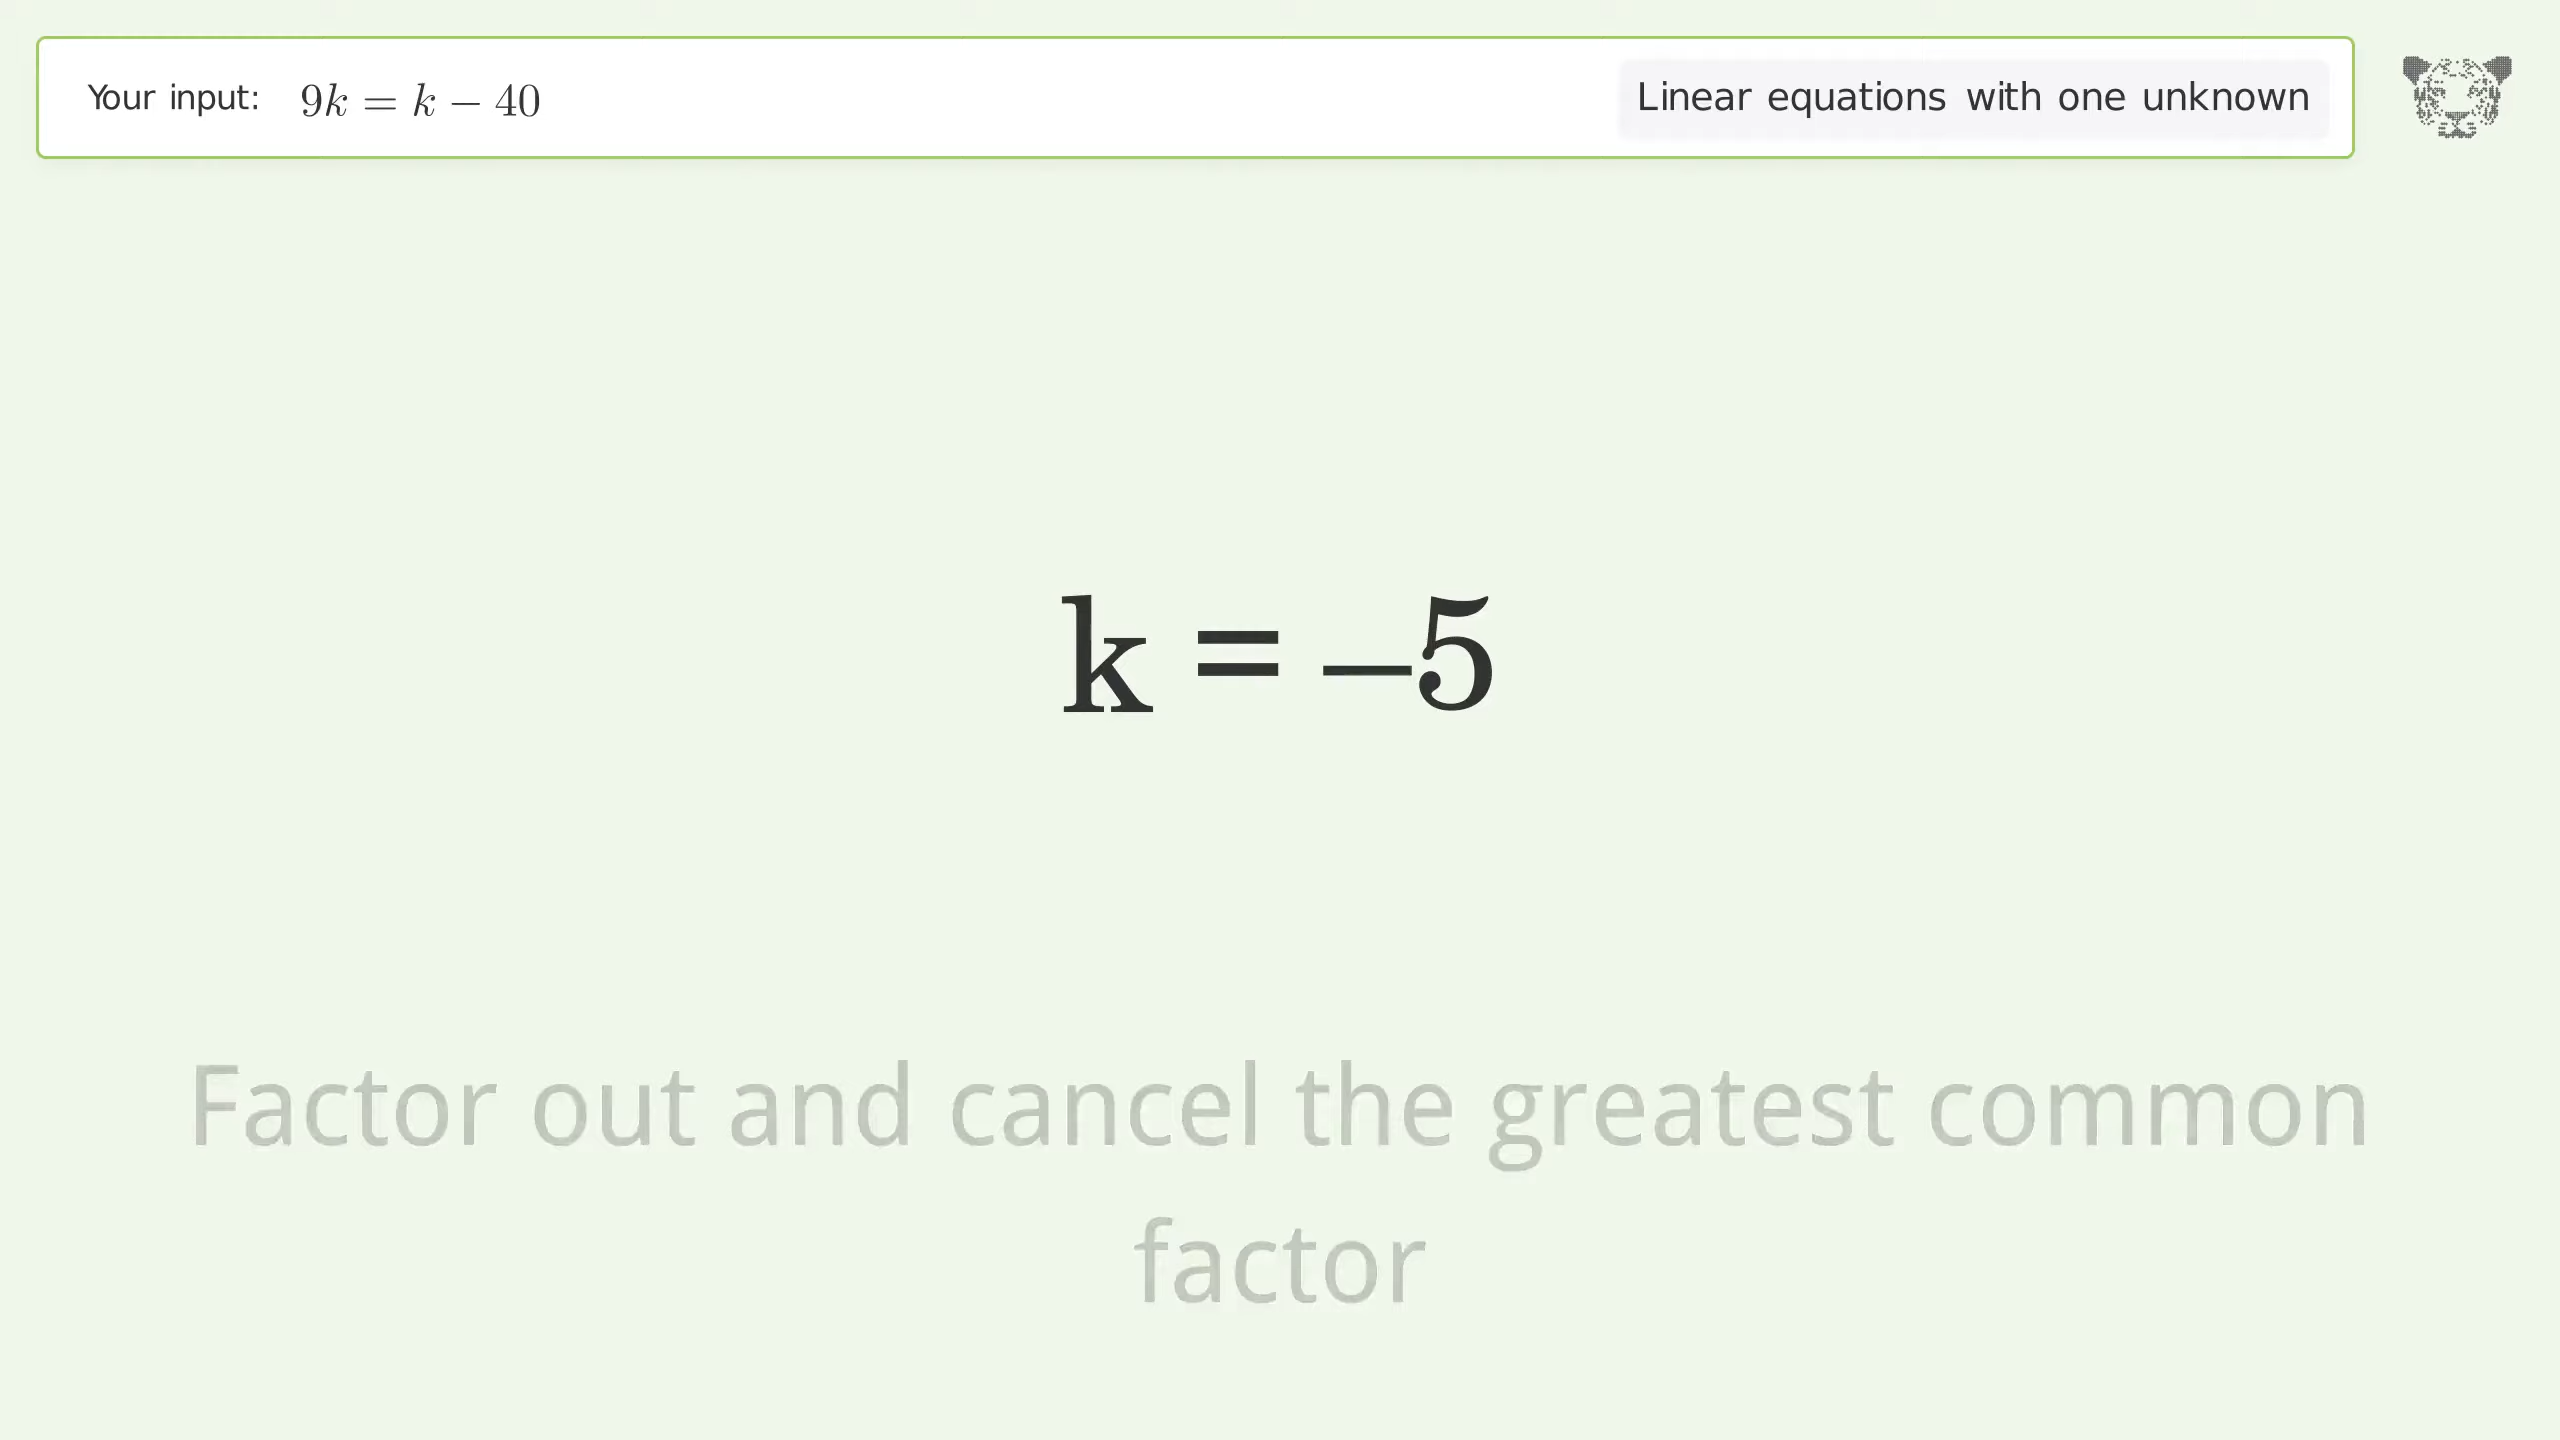 Your input: 9k = k − 40
Linear equations with one unknown
k = −5
Factor out and cancel the greatest common
factor